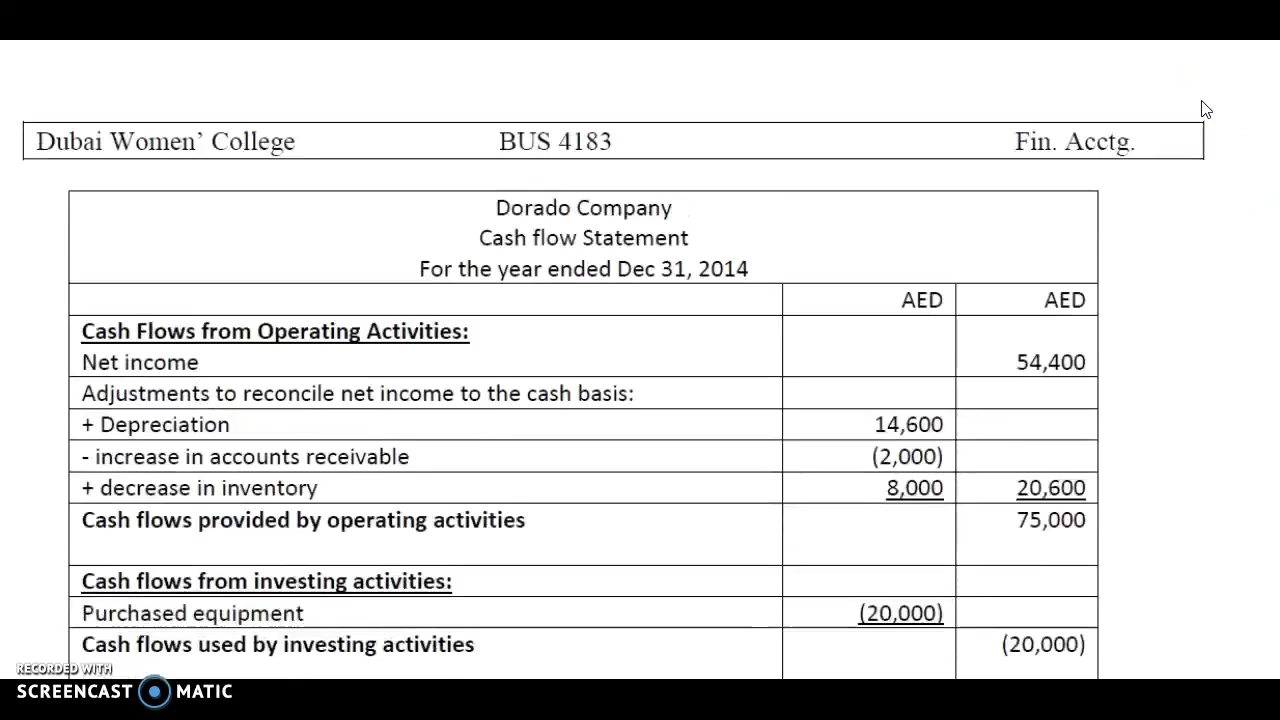 Dubai Women’ College BUS 4183 Fin. Acctg.
Dorado Company
Cash flow Statement
For the year ended Dec 31, 2014
AED AED
Cash Flows from Operating Activities:
Net income 54,400
Adjustments to reconcile net income to the cash basis:
+ Depreciation 14,600
- increase in accounts receivable (2,000)
+ decrease in inventory 8,000 20,600
Cash flows provided by operating activities 75,000
Cash flows from investing activities:
Purchased equipment (20,000)
Cash flows used by investing activities (20,000)
RECORDED WITH
SCREENCAST MATIC